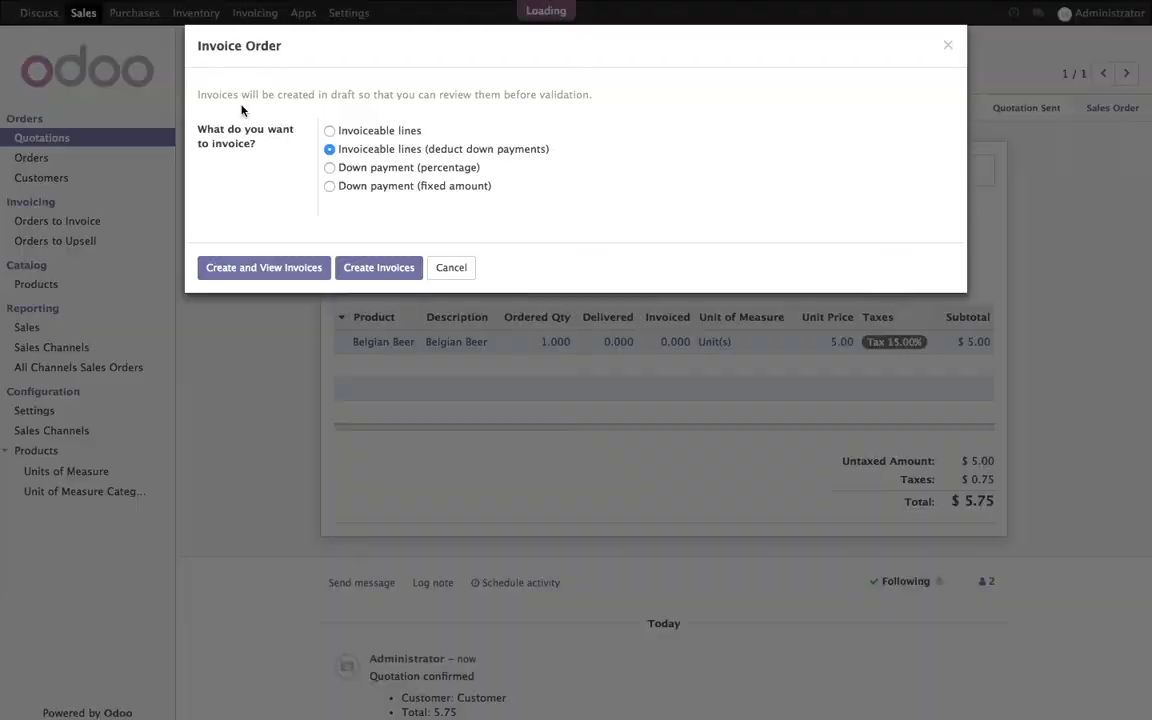 Discuss Sales Purchases Inventory Invoicing Apps Settings Loading Administrator
odoo
Invoice Order ×
1 / 1
Invoices will be created in draft so that you can review them before validation.
Quotation Sent Sales Order
What do you want to invoice?
Invoiceable lines
Invoiceable lines (deduct down payments)
Down payment (percentage)
Down payment (fixed amount)
Create and View Invoices Create Invoices Cancel
Orders
Quotations
Orders
Customers
Invoicing
Orders to Invoice
Orders to Upsell
Catalog
Products
Reporting
Sales
Sales Channels
All Channels Sales Orders
Configuration
Settings
Sales Channels
Products
Units of Measure
Unit of Measure Categ...
Powered by Odoo
Product Description Ordered Qty Delivered Invoiced Unit of Measure Unit Price Taxes Subtotal
Belgian Beer Belgian Beer 1.000 0.000 0.000 Unit(s) 5.00 Tax 15.00% $ 5.00
Untaxed Amount: $ 5.00
Taxes: $ 0.75
Total: $ 5.75
Send message Log note Schedule activity Following 2
Today
Administrator – now
Quotation confirmed
• Customer: Customer
• Total: 5.75